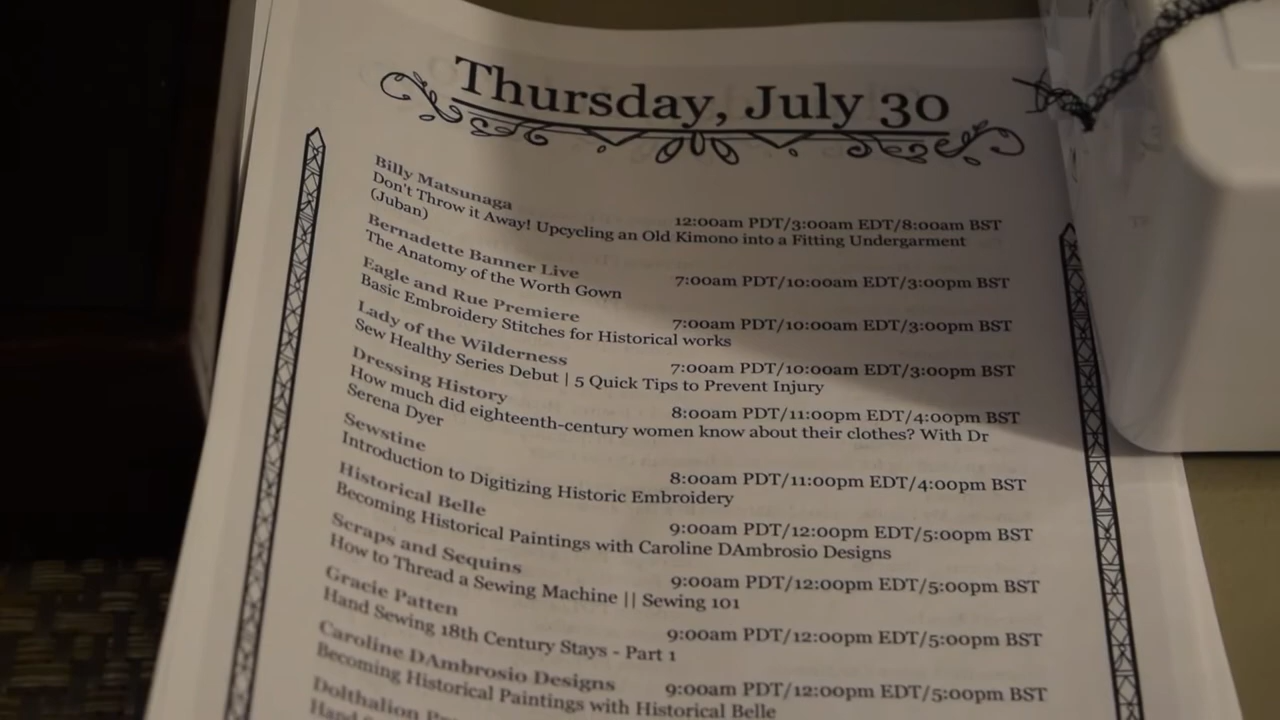 Thursday, July 30
Billy Matsunaga 12:00am PDT/3:00am EDT/8:00am BST
Don't Throw it Away! Upcycling an Old Kimono into a Fitting Undergarment
(Juban)
Bernadette Banner Live 7:00am PDT/10:00am EDT/3:00pm BST
The Anatomy of the Worth Gown
Eagle and Rue Premiere 7:00am PDT/10:00am EDT/3:00pm BST
Basic Embroidery Stitches for Historical works
Lady of the Wilderness 7:00am PDT/10:00am EDT/3:00pm BST
Sew Healthy Series Debut | 5 Quick Tips to Prevent Injury
Dressing History 8:00am PDT/11:00pm EDT/4:00pm BST
How much did eighteenth-century women know about their clothes? With Dr
Serena Dyer
Sewstine 8:00am PDT/11:00pm EDT/4:00pm BST
Introduction to Digitizing Historic Embroidery
Historical Belle 9:00am PDT/12:00pm EDT/5:00pm BST
Becoming Historical Paintings with Caroline DAmbrosio Designs
Scraps and Sequins 9:00am PDT/12:00pm EDT/5:00pm BST
How to Thread a Sewing Machine || Sewing 101
Gracie Patten 9:00am PDT/12:00pm EDT/5:00pm BST
Hand Sewing 18th Century Stays - Part 1
Caroline DAmbrosio Designs 9:00am PDT/12:00pm EDT/5:00pm BST
Becoming Historical Paintings with Historical Belle
Dolthalion